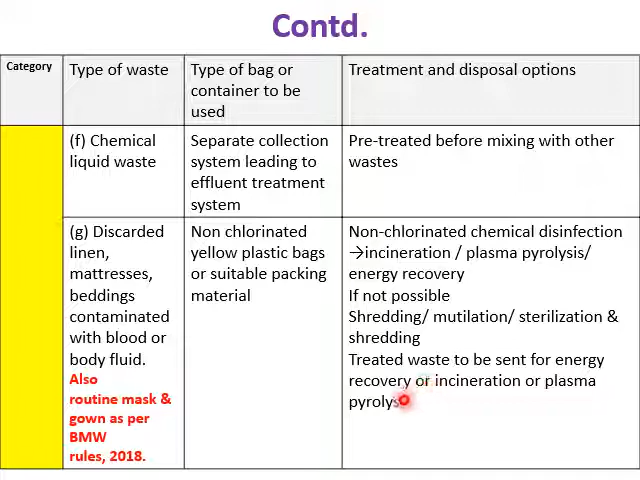 Contd.
Category
Type of waste
Type of bag or
container to be
used
Treatment and disposal options
(f) Chemical
liquid waste
Separate collection
system leading to
effluent treatment
system
Pre-treated before mixing with other
wastes
(g) Discarded
linen,
mattresses,
beddings
contaminated
with blood or
body fluid.
Also
routine mask &
gown as per
BMW
rules, 2018.
Non chlorinated
yellow plastic bags
or suitable packing
material
Non-chlorinated chemical disinfection
→incineration / plasma pyrolysis/
energy recovery
If not possible
Shredding/ mutilation/ sterilization &
shredding
Treated waste to be sent for energy
recovery or incineration or plasma